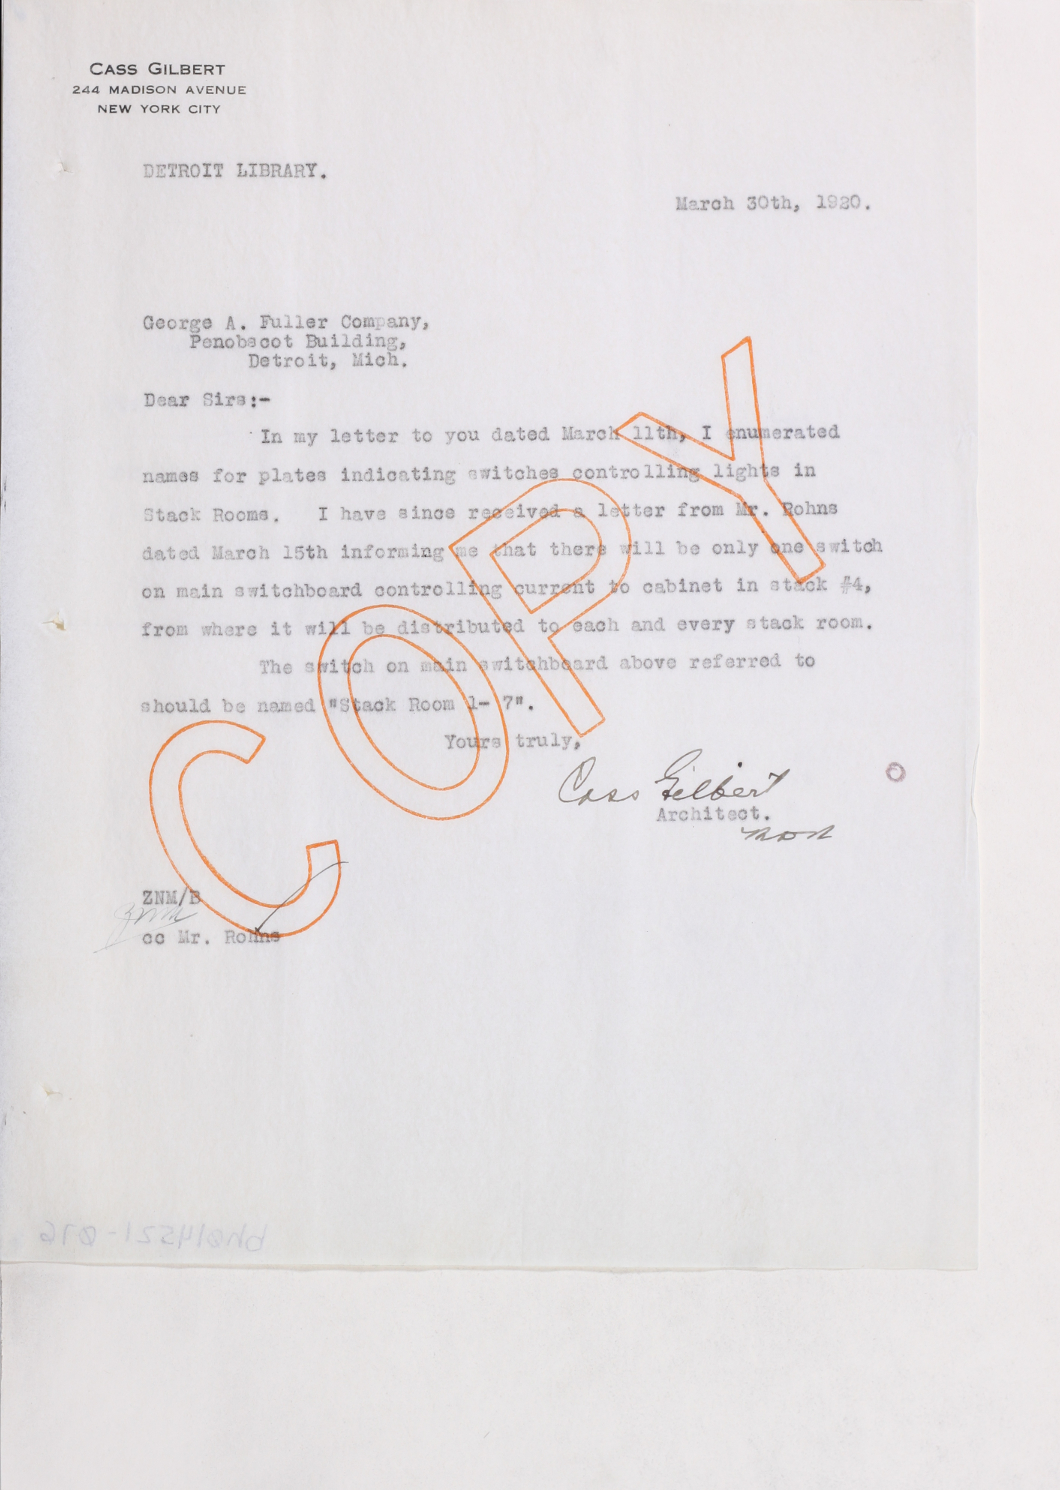 CASS GILBERT
244 MADISON AVENUE
NEW YORK CITY
DETROIT LIBRARY.
March 30th, 1920.
George A. Fuller Company,
Penobscot Building,
Detroit, Mich.
Dear Sirs:-
In my letter to you dated March 11th, I enumerated
names for plates indicating switches controlling lights in
Stack Rooms. I have since received a letter from Mr. Rohns
dated March 15th informing me that there will be only one switch
on main switchboard controlling current to cabinet in stack #4,
from where it will be distributed to each and every stack room.
The switch on main switchboard above referred to
should be named "Stack Room 1- 7".
Yours truly,
Cass Gilbert
Architect.
ZNM/B
ZNM
cc Mr. Rohns
COPY
bh014521-016